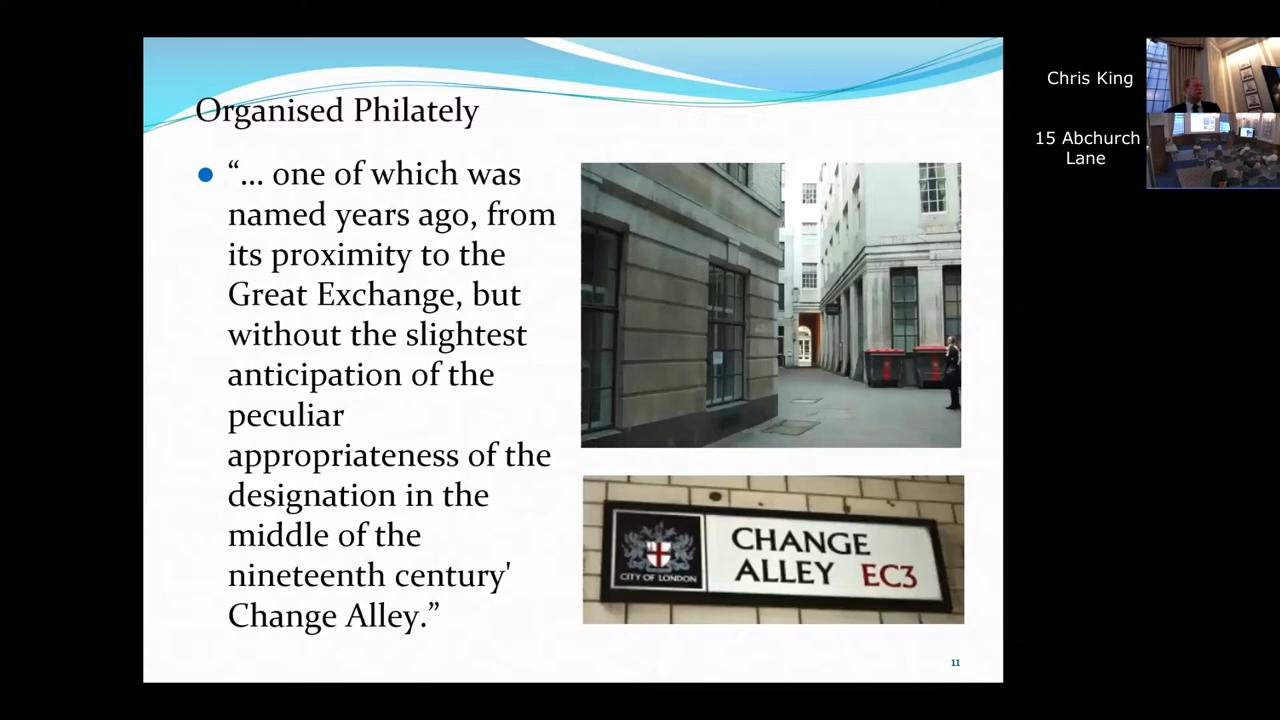 Organised Philately
“... one of which was
named years ago, from
its proximity to the
Great Exchange, but
without the slightest
anticipation of the
peculiar
appropriateness of the
designation in the
middle of the
nineteenth century'
Change Alley.”
CHANGE
ALLEY EC3
CITY OF LONDON
11
Chris King
15 Abchurch
Lane